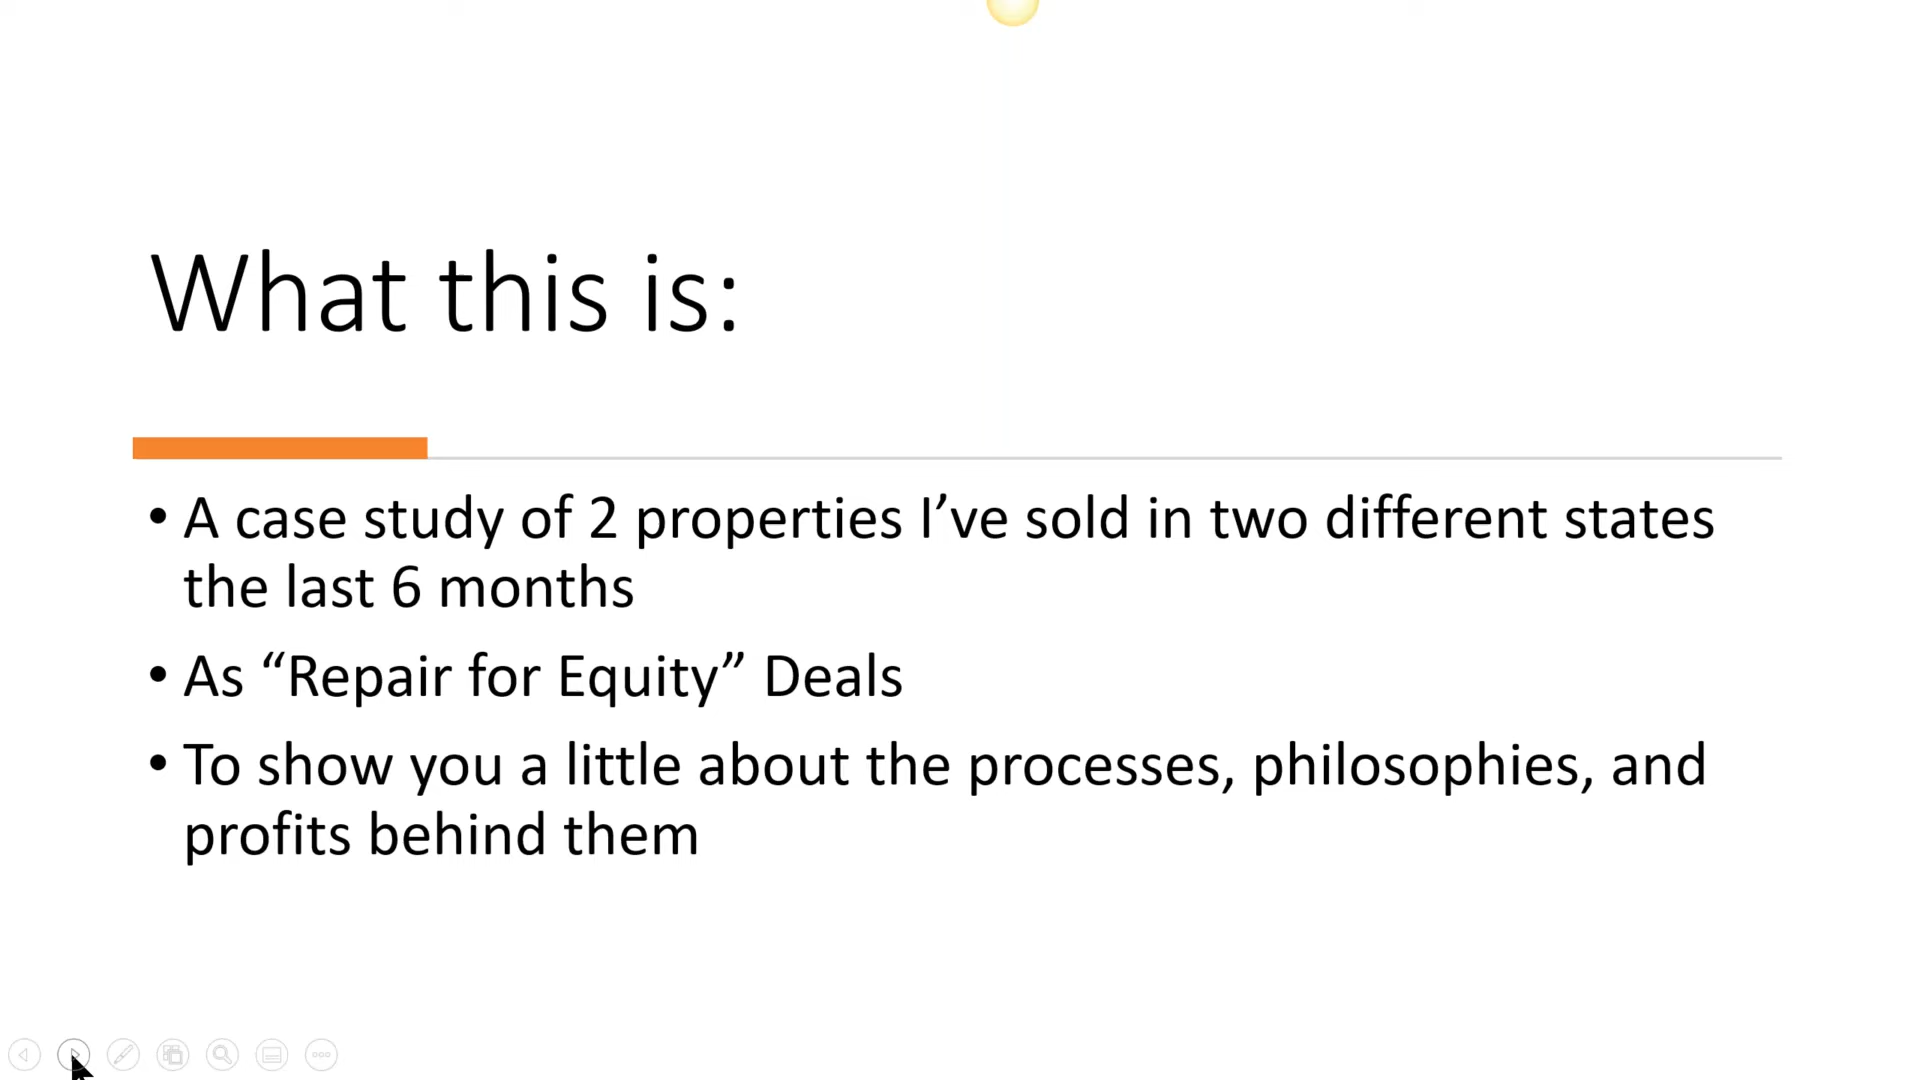 What this is:
• A case study of 2 properties I’ve sold in two different states
the last 6 months
• As “Repair for Equity” Deals
• To show you a little about the processes, philosophies, and
profits behind them